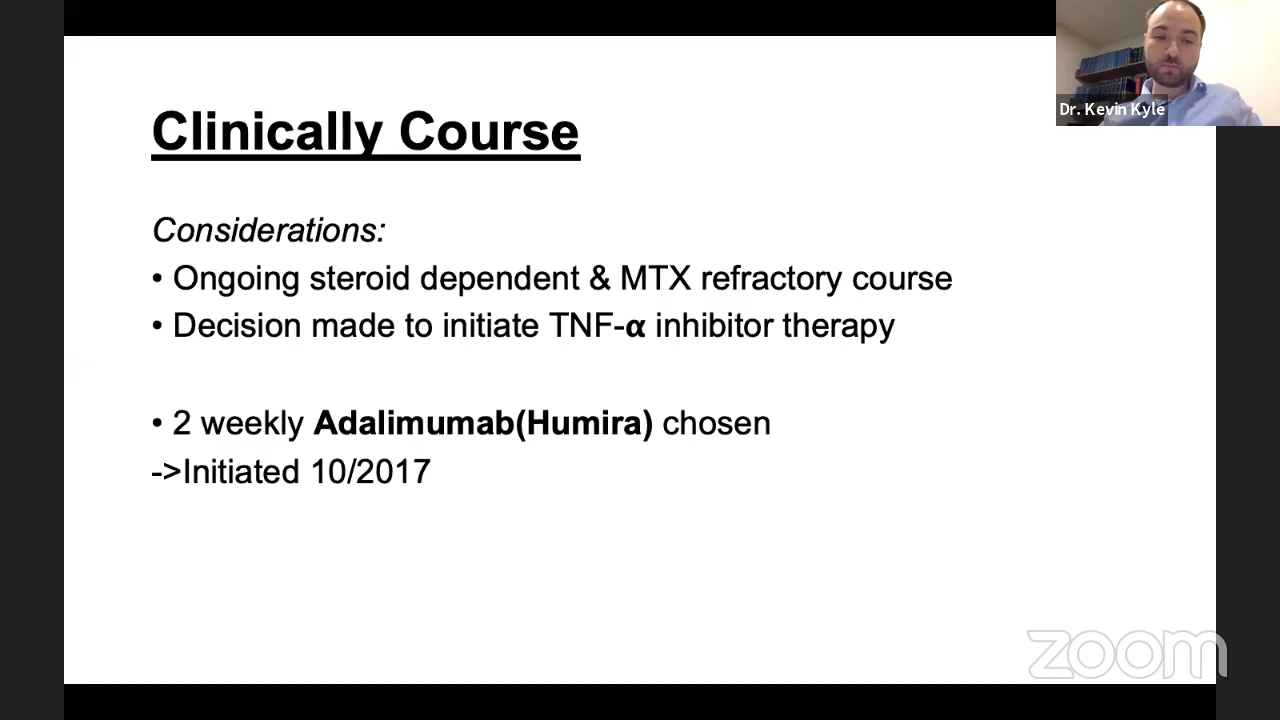 Clinically Course
Dr. Kevin Kyle
Considerations:
• Ongoing steroid dependent & MTX refractory course
• Decision made to initiate TNF-α inhibitor therapy
• 2 weekly Adalimumab(Humira) chosen
->Initiated 10/2017
zoom